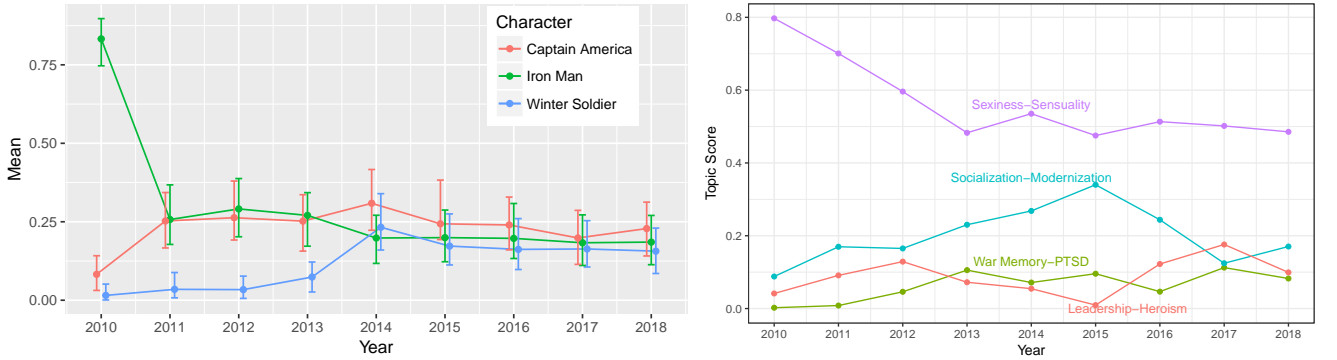 Character
Captain America
Iron Man
Winter Soldier
Mean
0.75
0.50
0.25
0.00
2010 2011 2012 2013 2014 2015 2016 2017 2018
Year
Topic Score
0.8
0.6
0.4
0.2
0.0
Sexiness−Sensuality
Socialization−Modernization
War Memory−PTSD
Leadership−Heroism
2010 2011 2012 2013 2014 2015 2016 2017 2018
Year